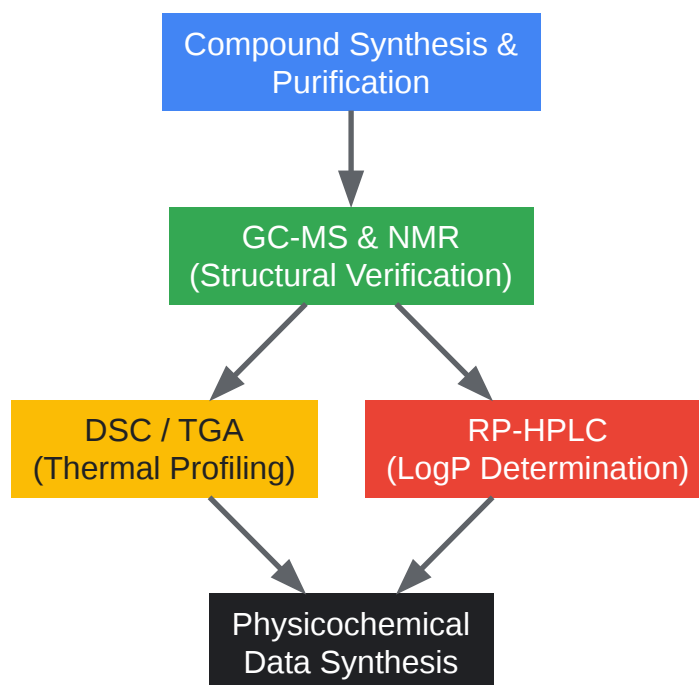 Compound Synthesis &
Purification
GC-MS & NMR
(Structural Verification)
DSC / TGA
(Thermal Profiling)
RP-HPLC
(LogP Determination)
Physicochemical
Data Synthesis